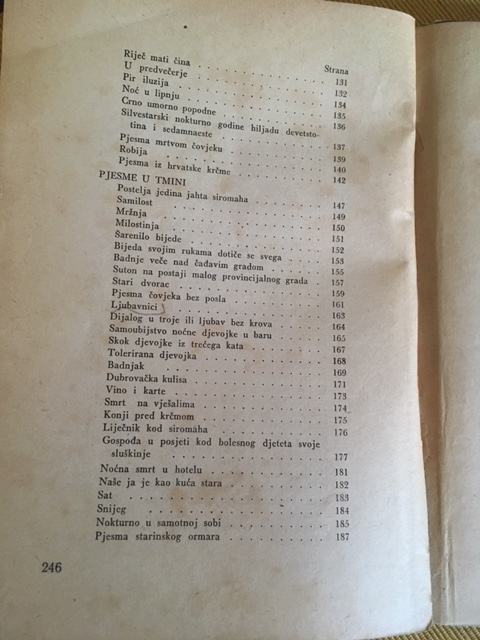 Strana
Riječ mati čina . . . . . . . . . . 131
U predvečerje . . . . . . . . . . 132
Pir iluzija . . . . . . . . . . 134
Noć u lipnju . . . . . . . . . . 135
Crno umorno popodne . . . . . . . . . . 136
Silvestarski nokturno godine hiljadu devetsto-
tina i sedamnaeste . . . . . . . . . . 137
Pjesma mrtvom čovjeku . . . . . . . . . . 139
Robija . . . . . . . . . . 140
Pjesma iz hrvatske krčme . . . . . . . . . . 142
PJESME U TMINI
Postelja jedina jahta siromaha . . . . . . . . 147
Samilost . . . . . . . . . . 149
Mržnja . . . . . . . . . . 150
Milostinja . . . . . . . . . . 151
Šarenilo bijede . . . . . . . . . . 152
Bijeda svojim rukama dotiče se svega . . . . . 153
Badnje veče nad čađavim gradom . . . . . . 155
Suton na postaji malog provincijalnog grada . . 157
Stari dvorac . . . . . . . . . . 159
Pjesma čovjeka bez posla . . . . . . . . . . 161
Ljubavnici . . . . . . . . . . 163
Dijalog u troje ili ljubav bez krova . . . . . . 164
Samoubijstvo noćne djevojke u baru . . . . . . 165
Skok djevojke iz trećega kata . . . . . . . . 167
Tolerirana djevojka . . . . . . . . . . 168
Badnjak . . . . . . . . . . 169
Dubrovačka kulisa . . . . . . . . . . 171
Vino i karte . . . . . . . . . . 173
Smrt na vješalima . . . . . . . . . . 174
Konji pred krčmom . . . . . . . . . . 175
Liječnik kod siromaha . . . . . . . . . . 176
Gospođa u posjeti kod bolesnog djeteta svoje
sluškinje . . . . . . . . . . 177
Noćna smrt u hotelu . . . . . . . . . . 181
Naše ja je kao kuća stara . . . . . . . . . . 182
Sat . . . . . . . . . . 183
Snijeg . . . . . . . . . . 184
Nokturno u samotnoj sobi . . . . . . . . . . 185
Pjesma starinskog ormara . . . . . . . . . . 187
246